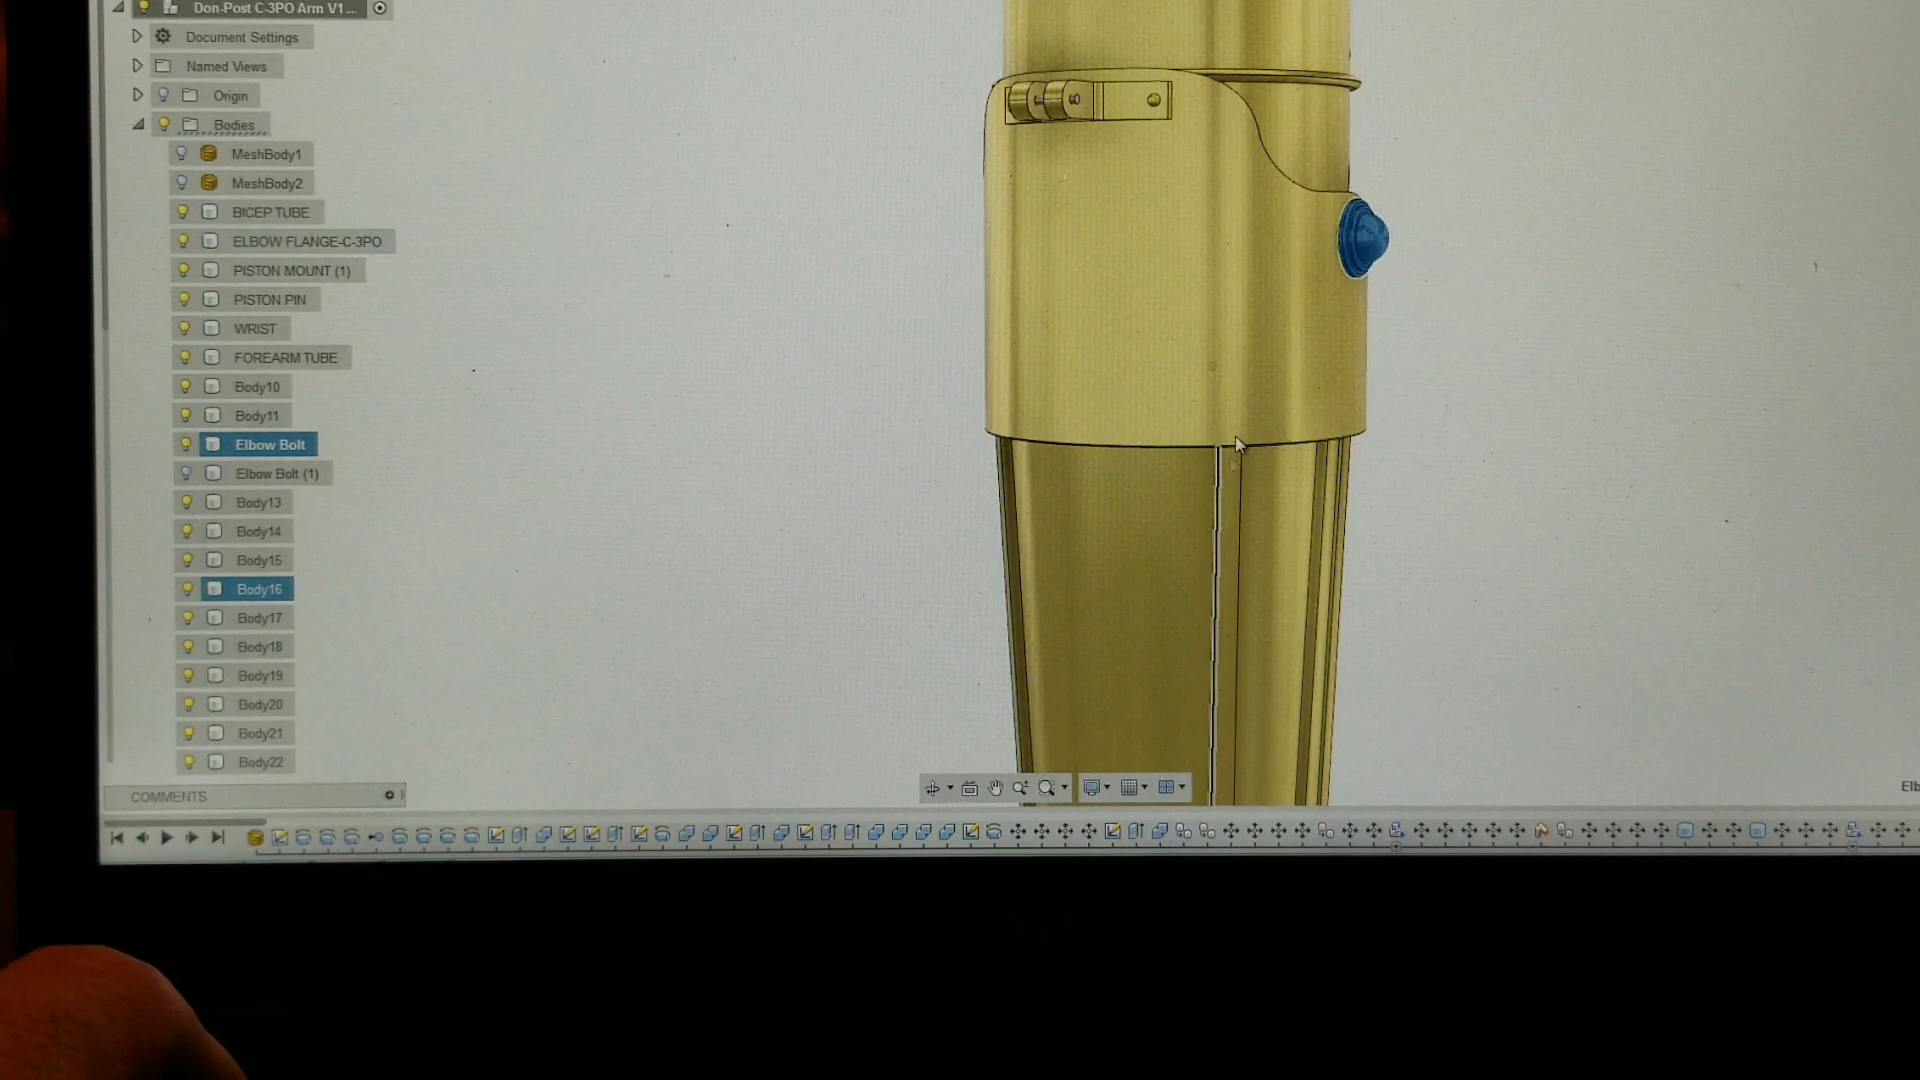 Don-Post C-3PO Arm V1...
Document Settings
Named Views
Origin
Bodies
MeshBody1
MeshBody2
BICEP TUBE
ELBOW FLANGE-C-3PO
PISTON MOUNT (1)
PISTON PIN
WRIST
FOREARM TUBE
Body10
Body11
Elbow Bolt
Elbow Bolt (1)
Body13
Body14
Body15
Body16
Body17
Body18
Body19
Body20
Body21
Body22
COMMENTS
Elb